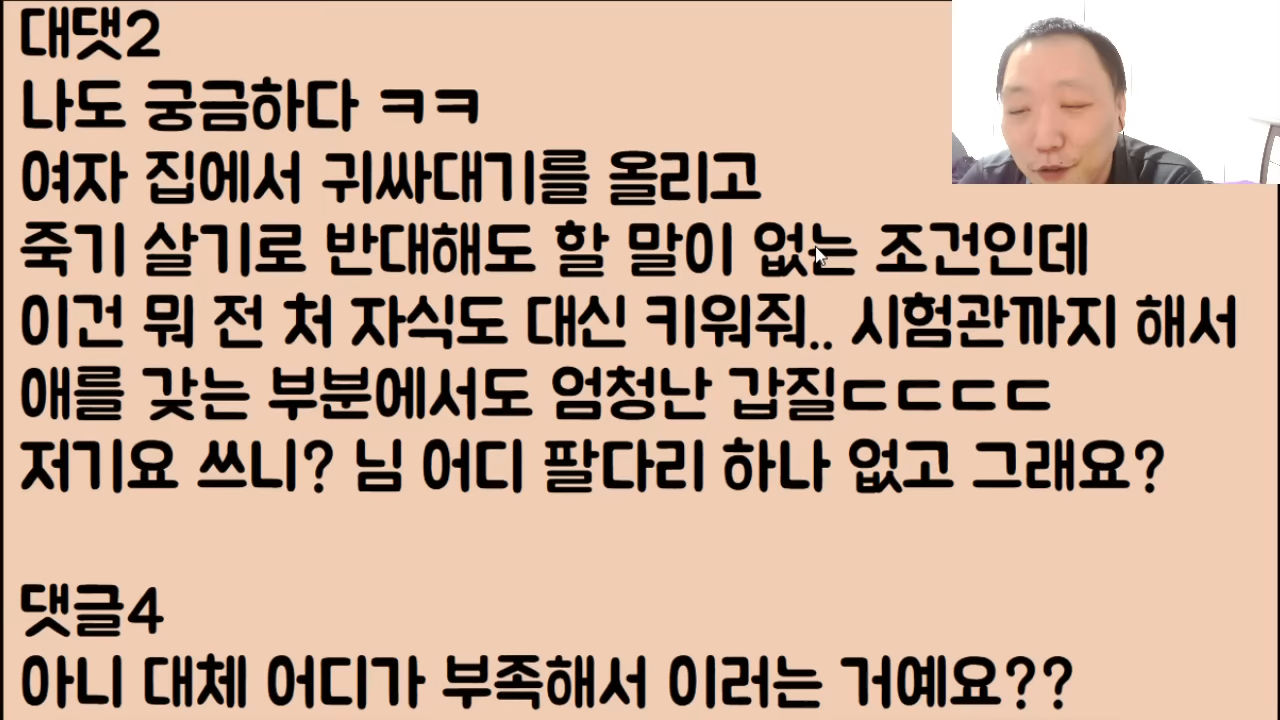 대댓2
나도 궁금하다 ㅋㅋ
여자 집에서 귀싸대기를 올리고
죽기 살기로 반대해도 할 말이 없는 조건인데
이건 뭐 전 처 자식도 대신 키워줘.. 시험관까지 해서
애를 갖는 부분에서도 엄청난 갑질ㄷㄷㄷㄷ
저기요 쓰니? 님 어디 팔다리 하나 없고 그래요?
댓글4
아니 대체 어디가 부족해서 이러는 거예요??